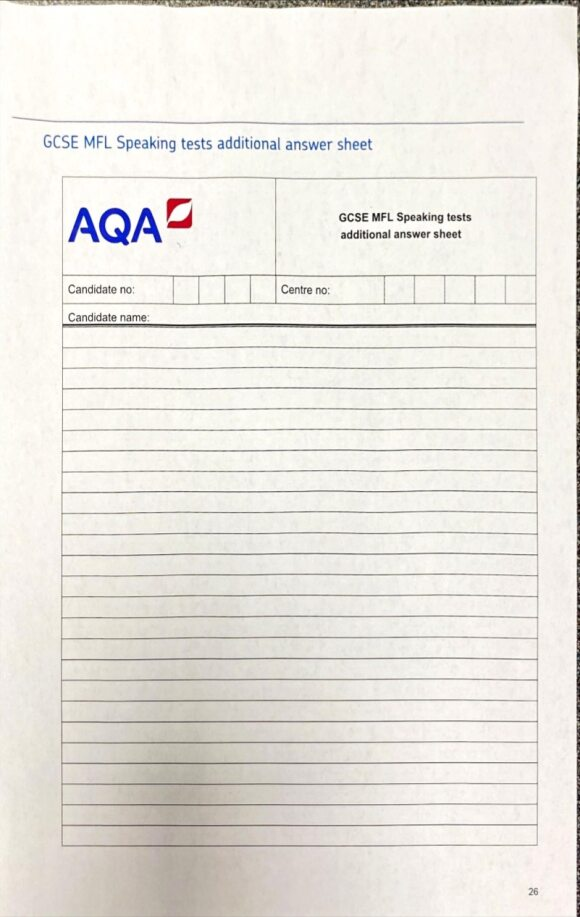 GCSE MFL Speaking tests additional answer sheet
AQA
GCSE MFL Speaking tests
additional answer sheet
Candidate no:
Centre no:
Candidate name:
26